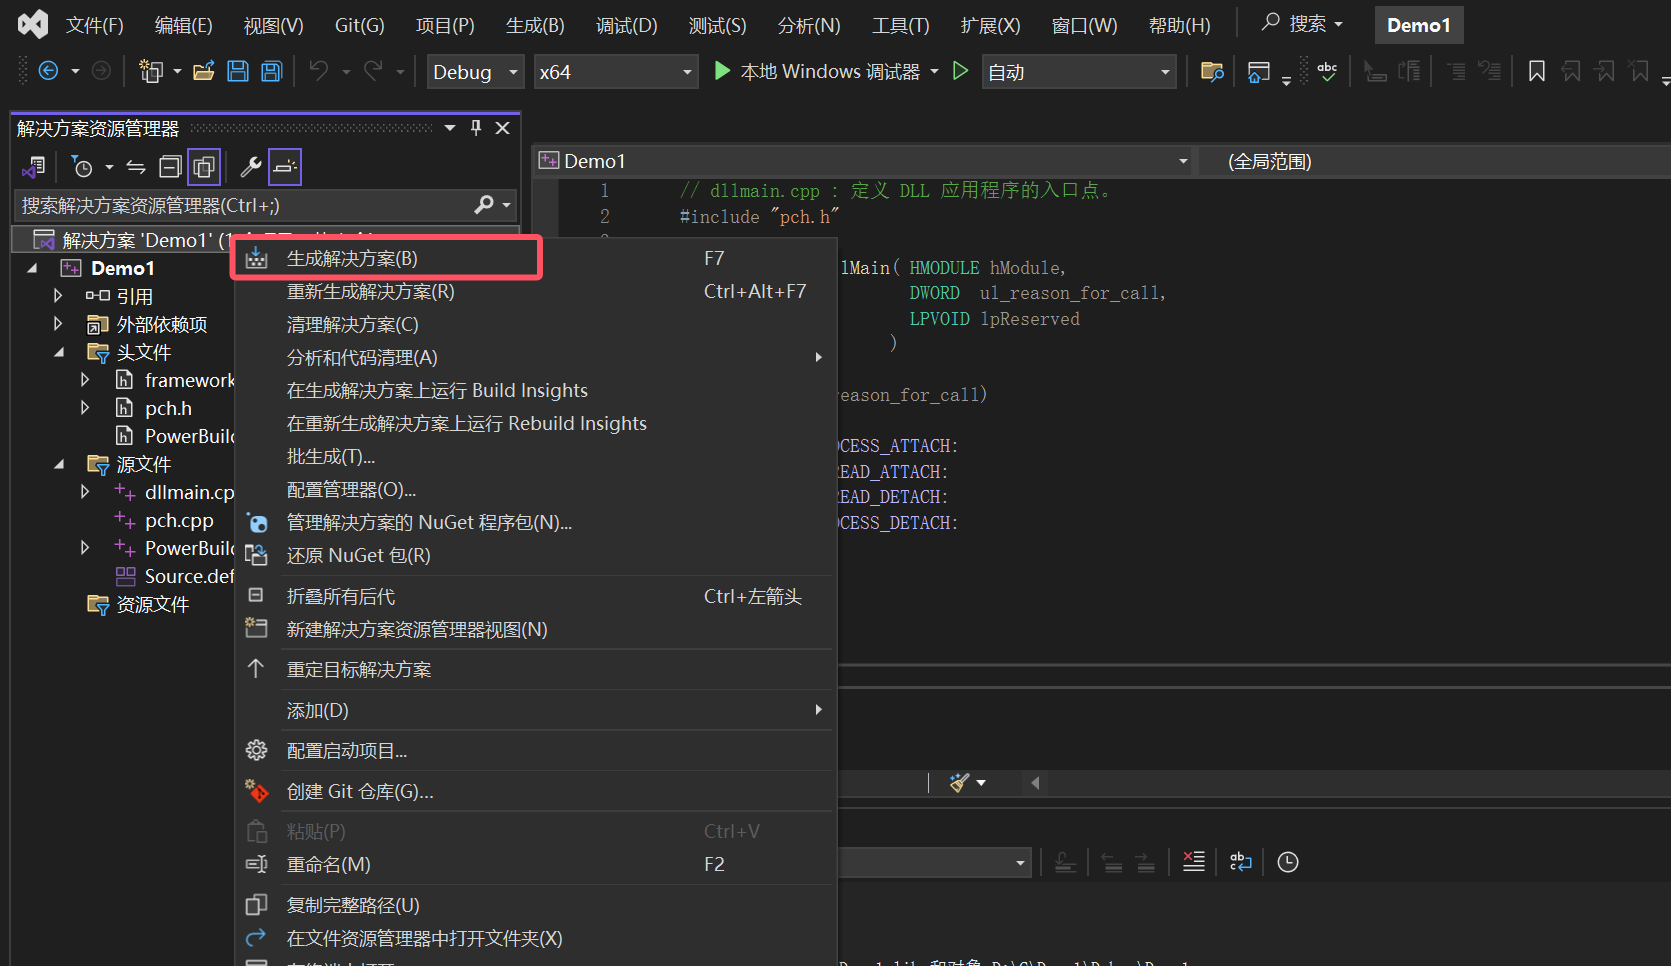 文件(F) 编辑(E) 视图(V) Git(G) 项目(P) 生成(B) 调试(D) 测试(S) 分析(N) 工具(T) 扩展(X) 窗口(W) 帮助(H) 搜索 Demo1
Debug x64 本地 Windows 调试器 自动
解决方案资源管理器
搜索解决方案资源管理器(Ctrl+;)
解决方案 'Demo1' (1
Demo1
引用
外部依赖项
头文件
framework
pch.h
PowerBuild
源文件
dllmain.cp
pch.cpp
PowerBuild
Source.def
资源文件
生成解决方案(B) F7
重新生成解决方案(R) Ctrl+Alt+F7
清理解决方案(C)
分析和代码清理(A)
在生成解决方案上运行 Build Insights
在重新生成解决方案上运行 Rebuild Insights
批生成(T)...
配置管理器(O)...
管理解决方案的 NuGet 程序包(N)...
还原 NuGet 包(R)
折叠所有后代 Ctrl+左箭头
新建解决方案资源管理器视图(N)
重定目标解决方案
添加(D)
配置启动项目...
创建 Git 仓库(G)...
粘贴(P) Ctrl+V
重命名(M) F2
复制完整路径(U)
在文件资源管理器中打开文件夹(X)
Demo1 (全局范围)
1 // dllmain.cpp : 定义 DLL 应用程序的入口点。
2 #include "pch.h"
lMain( HMODULE hModule,
DWORD ul_reason_for_call,
LPVOID lpReserved
)
eason_for_call)
CESS_ATTACH:
EAD_ATTACH:
EAD_DETACH:
CESS_DETACH: